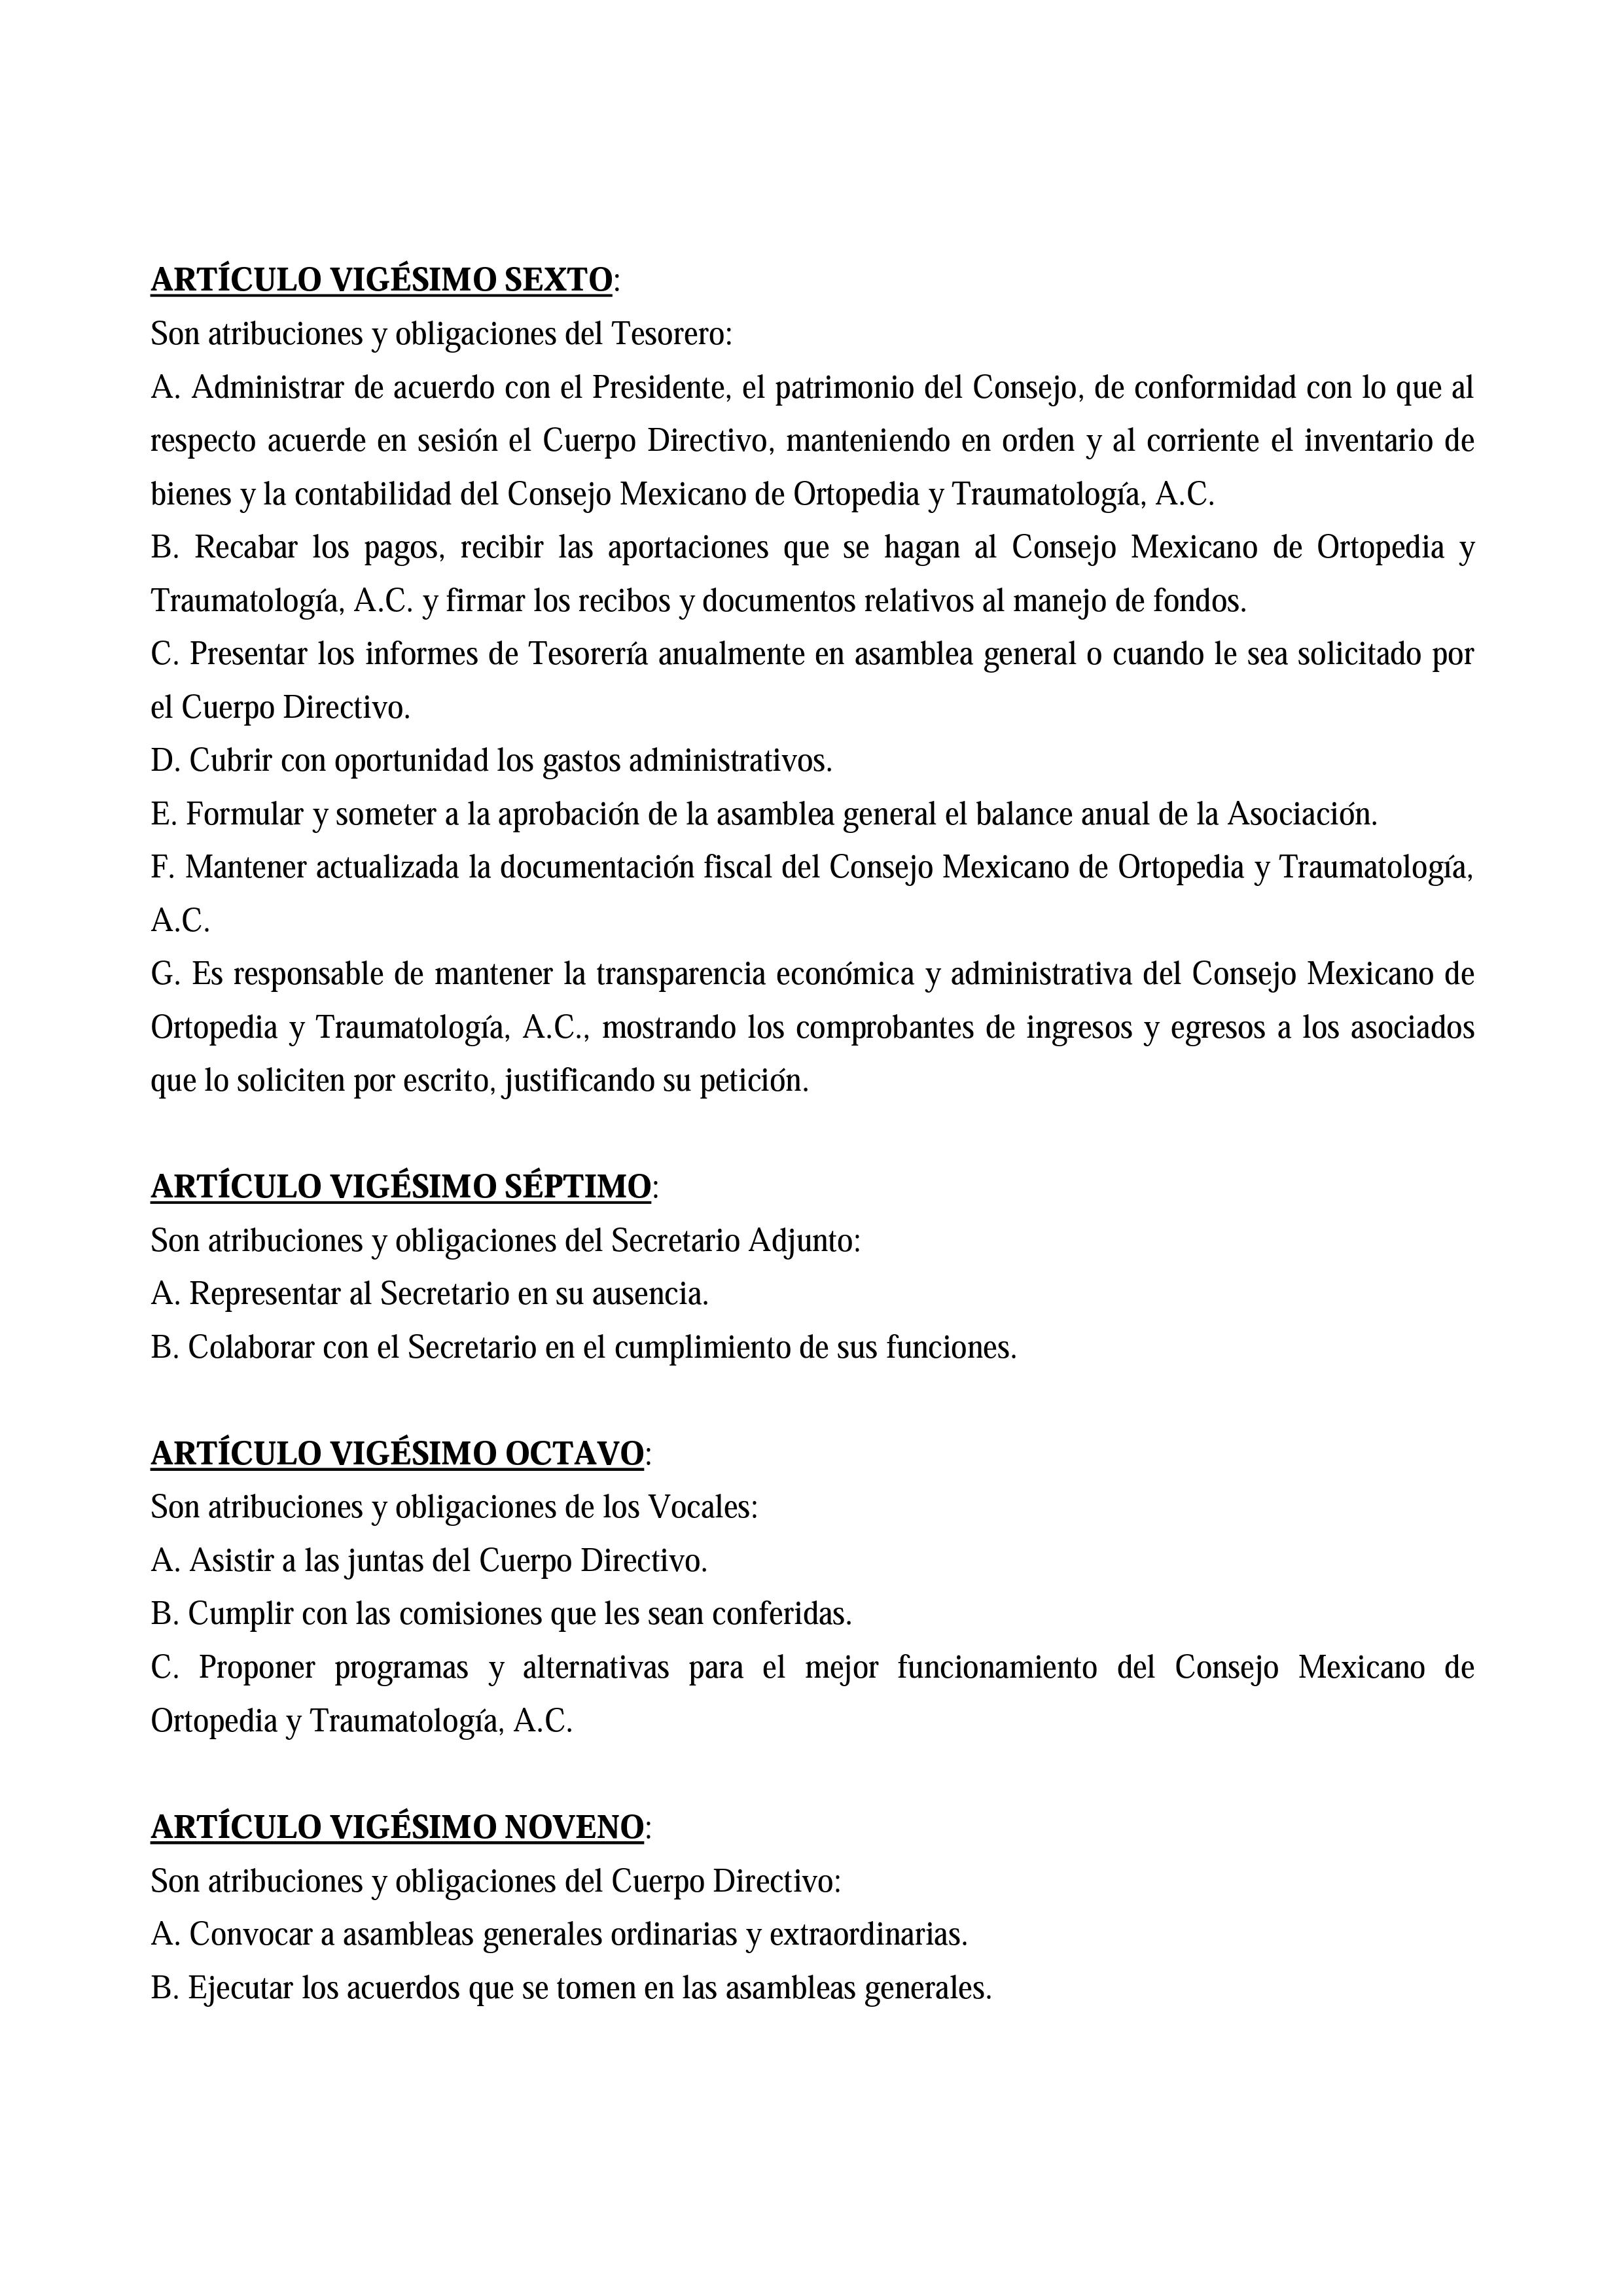 ARTÍCULO VIGÉSIMO SEXTO:
Son atribuciones y obligaciones del Tesorero:
A. Administrar de acuerdo con el Presidente, el patrimonio del Consejo, de conformidad con lo que al
respecto acuerde en sesión el Cuerpo Directivo, manteniendo en orden y al corriente el inventario de
bienes y la contabilidad del Consejo Mexicano de Ortopedia y Traumatología, A.C.
B. Recabar los pagos, recibir las aportaciones que se hagan al Consejo Mexicano de Ortopedia y
Traumatología, A.C. y firmar los recibos y documentos relativos al manejo de fondos.
C. Presentar los informes de Tesorería anualmente en asamblea general o cuando le sea solicitado por
el Cuerpo Directivo.
D. Cubrir con oportunidad los gastos administrativos.
E. Formular y someter a la aprobación de la asamblea general el balance anual de la Asociación.
F. Mantener actualizada la documentación fiscal del Consejo Mexicano de Ortopedia y Traumatología,
A.C.
G. Es responsable de mantener la transparencia económica y administrativa del Consejo Mexicano de
Ortopedia y Traumatología, A.C., mostrando los comprobantes de ingresos y egresos a los asociados
que lo soliciten por escrito, justificando su petición.
ARTÍCULO VIGÉSIMO SÉPTIMO:
Son atribuciones y obligaciones del Secretario Adjunto:
A. Representar al Secretario en su ausencia.
B. Colaborar con el Secretario en el cumplimiento de sus funciones.
ARTÍCULO VIGÉSIMO OCTAVO:
Son atribuciones y obligaciones de los Vocales:
A. Asistir a las juntas del Cuerpo Directivo.
B. Cumplir con las comisiones que les sean conferidas.
C. Proponer programas y alternativas para el mejor funcionamiento del Consejo Mexicano de
Ortopedia y Traumatología, A.C.
ARTÍCULO VIGÉSIMO NOVENO:
Son atribuciones y obligaciones del Cuerpo Directivo:
A. Convocar a asambleas generales ordinarias y extraordinarias.
B. Ejecutar los acuerdos que se tomen en las asambleas generales.